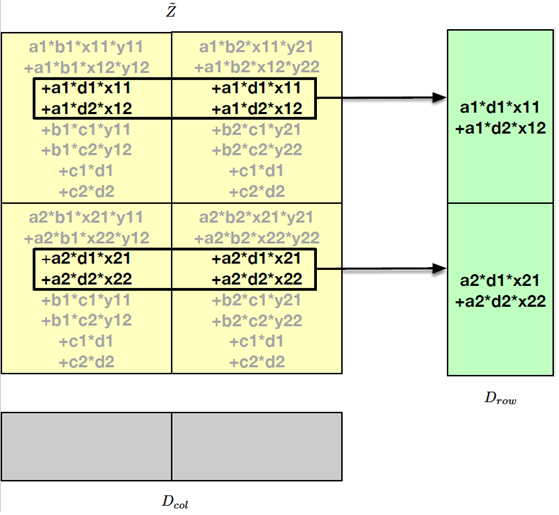 Z̃
a1*b1*x11*y11
+a1*b1*x12*y12
+a1*d1*x11
+a1*d2*x12
+b1*c1*y11
+b1*c2*y12
+c1*d1
+c2*d2
a1*b2*x11*y21
+a1*b2*x12*y22
+a1*d1*x11
+a1*d2*x12
+b2*c1*y21
+b2*c2*y22
+c1*d1
+c2*d2
a1*d1*x11
+a1*d2*x12
a2*b1*x21*y11
+a2*b1*x22*y12
+a2*d1*x21
+a2*d2*x22
+b1*c1*y11
+b1*c2*y12
+c1*d1
+c2*d2
a2*b2*x21*y21
+a2*b2*x22*y22
+a2*d1*x21
+a2*d2*x22
+b2*c1*y21
+b2*c2*y22
+c1*d1
+c2*d2
a2*d1*x21
+a2*d2*x22
D_row
D_col